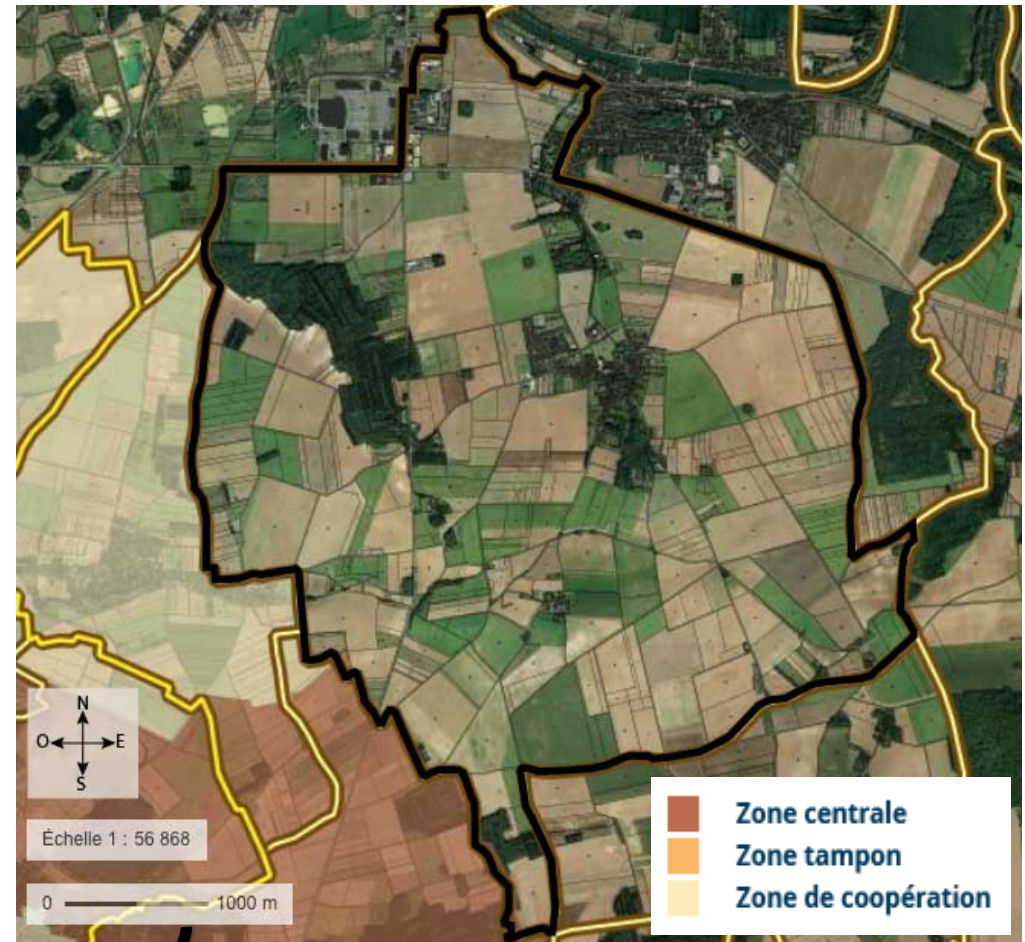 N
O E
S
Échelle 1 : 56 868
0 1000 m
Zone centrale
Zone tampon
Zone de coopération